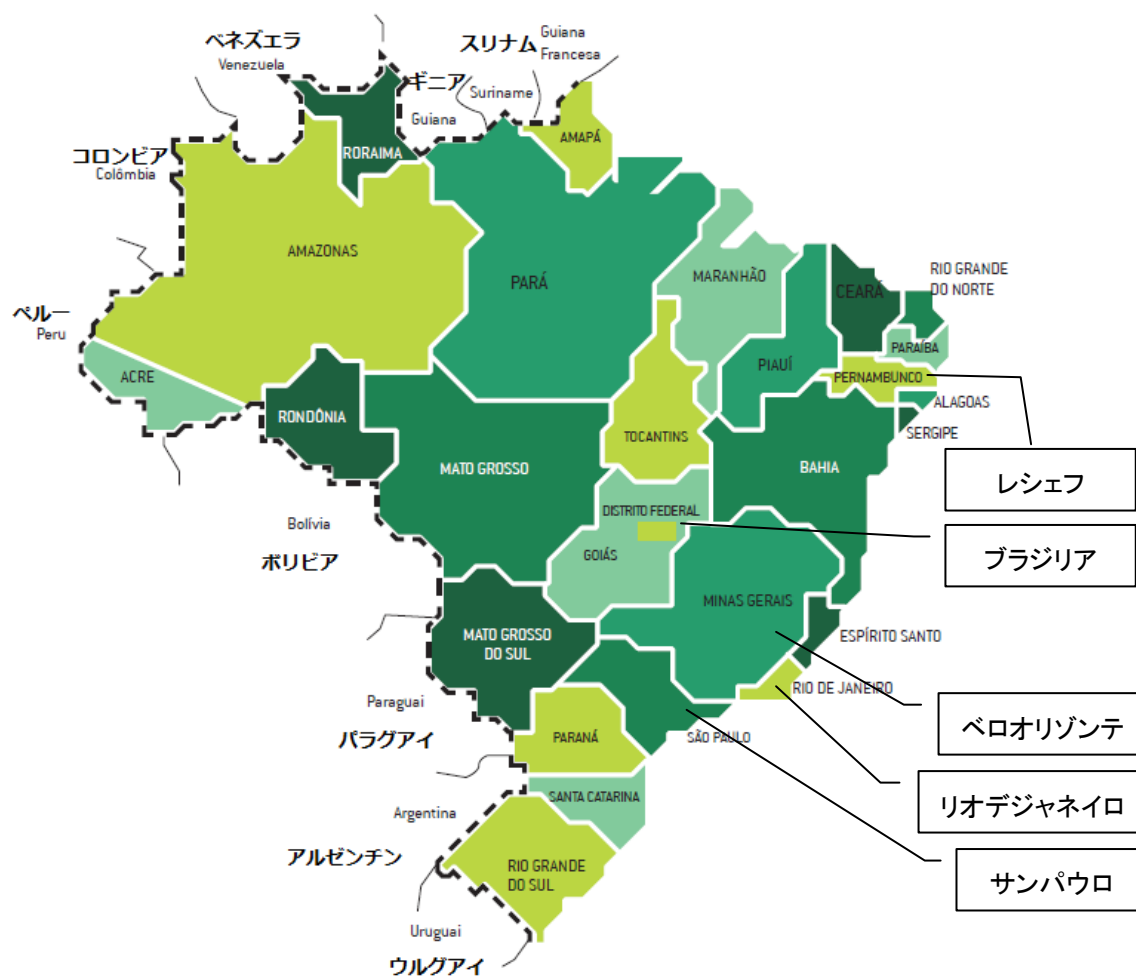 ベネズエラ
Venezuela
スリナム
Guiana
Francesa
ギニア
Suriname
Guiana
コロンビア
Colômbia
ペルー
Peru
RORAIMA
AMAPÁ
AMAZONAS
PARÁ
MARANHÃO
CEARÁ
RIO GRANDE
DO NORTE
PARAÍBA
PIAUÍ
PERNAMBUNCO
ALAGOAS
SERGIPE
ACRE
RONDÔNIA
TOCANTINS
MATO GROSSO
BAHIA
レシェフ
DISTRITO FEDERAL
ブラジリア
GOIÁS
Bolívia
ボリビア
MINAS GERAIS
MATO GROSSO
DO SUL
ESPÍRITO SANTO
RIO DE JANEIRO
Paraguai
パラグアイ
PARANÁ
SÃO PAULO
ベロオリゾンテ
SANTA CATARINA
リオデジャネイロ
Argentina
アルゼンチン
RIO GRANDE
DO SUL
サンパウロ
Uruguai
ウルグアイ